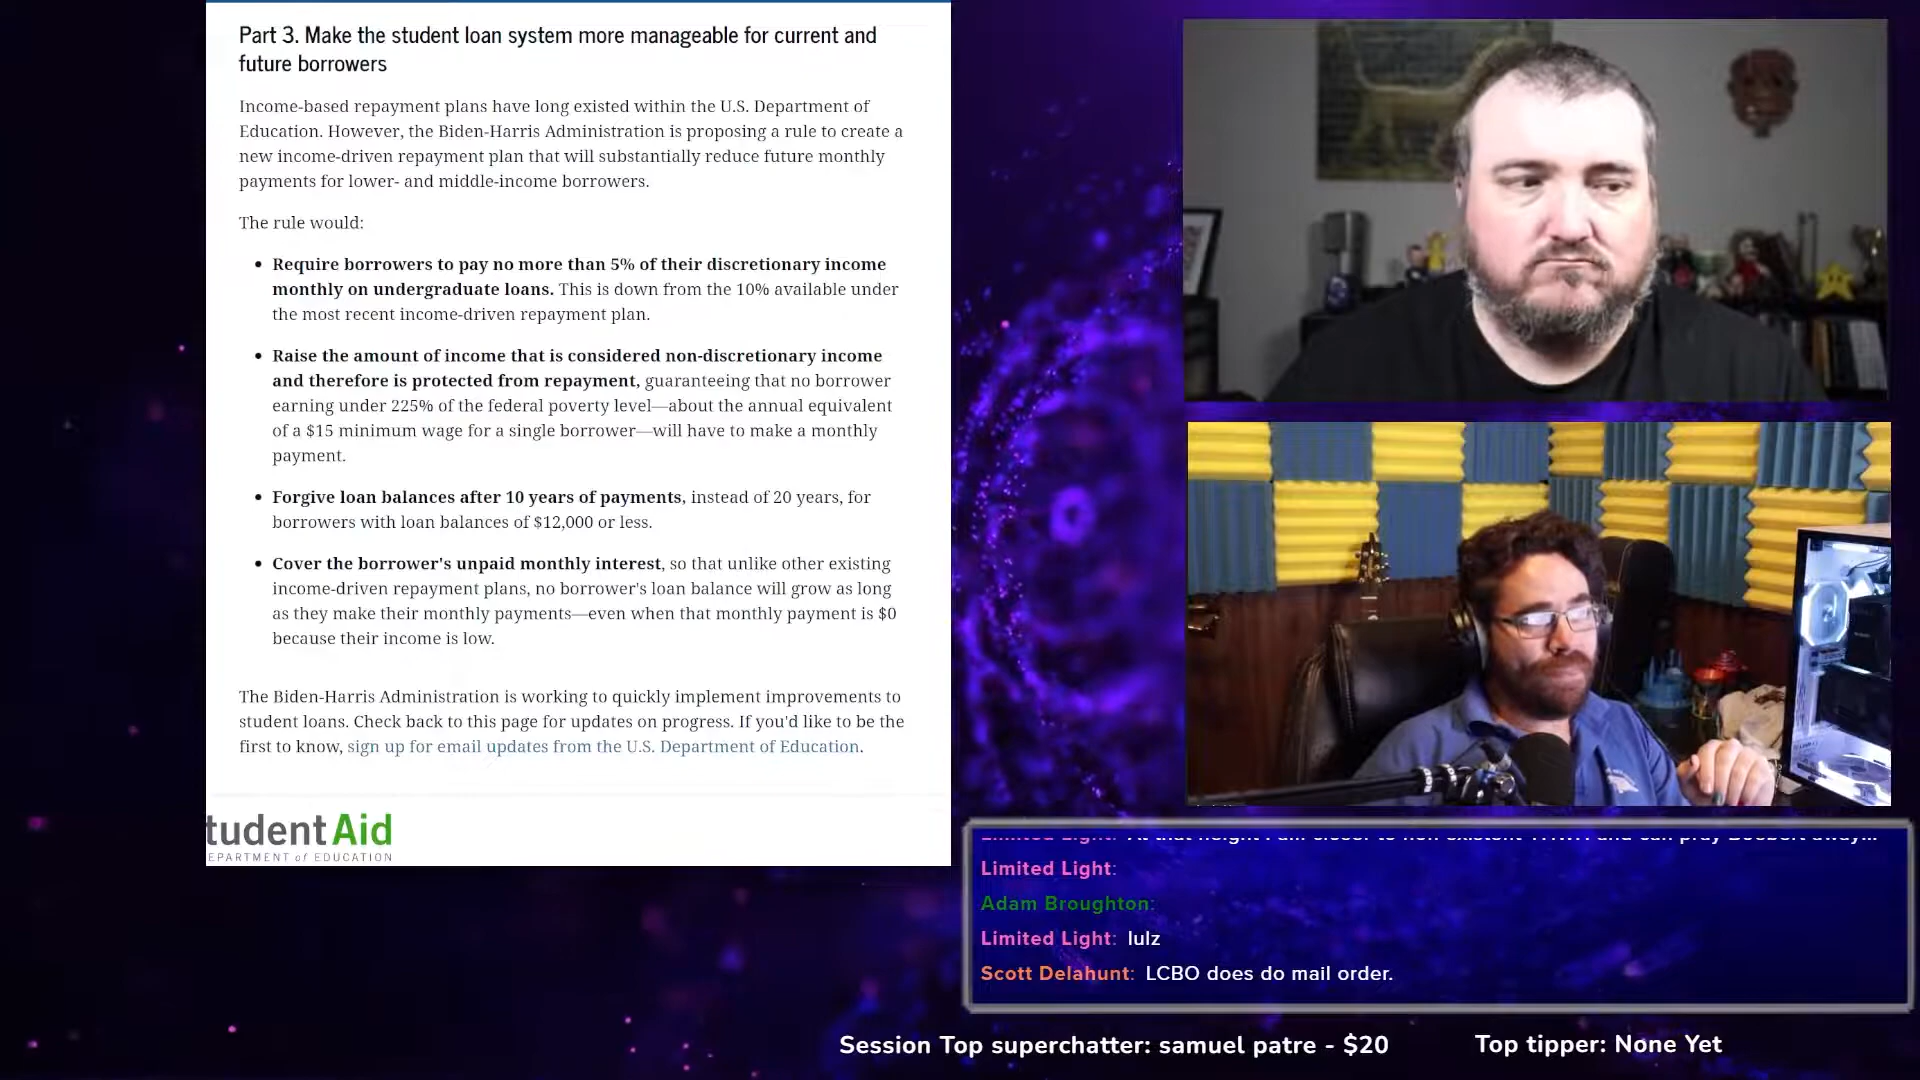 Part 3. Make the student loan system more manageable for current and
future borrowers
Income-based repayment plans have long existed within the U.S. Department of
Education. However, the Biden-Harris Administration is proposing a rule to create a
new income-driven repayment plan that will substantially reduce future monthly
payments for lower- and middle-income borrowers.
The rule would:
• Require borrowers to pay no more than 5% of their discretionary income
monthly on undergraduate loans. This is down from the 10% available under
the most recent income-driven repayment plan.
• Raise the amount of income that is considered non-discretionary income
and therefore is protected from repayment, guaranteeing that no borrower
earning under 225% of the federal poverty level—about the annual equivalent
of a $15 minimum wage for a single borrower—will have to make a monthly
payment.
• Forgive loan balances after 10 years of payments, instead of 20 years, for
borrowers with loan balances of $12,000 or less.
• Cover the borrower's unpaid monthly interest, so that unlike other existing
income-driven repayment plans, no borrower's loan balance will grow as long
as they make their monthly payments—even when that monthly payment is $0
because their income is low.
The Biden-Harris Administration is working to quickly implement improvements to
student loans. Check back to this page for updates on progress. If you'd like to be the
first to know, sign up for email updates from the U.S. Department of Education.
tudentAid
EPARTMENT of EDUCATION
Limited Light:
Adam Broughton:
Limited Light: lulz
Scott Delahunt: LCBO does do mail order.
Session Top superchatter: samuel patre - $20
Top tipper: None Yet